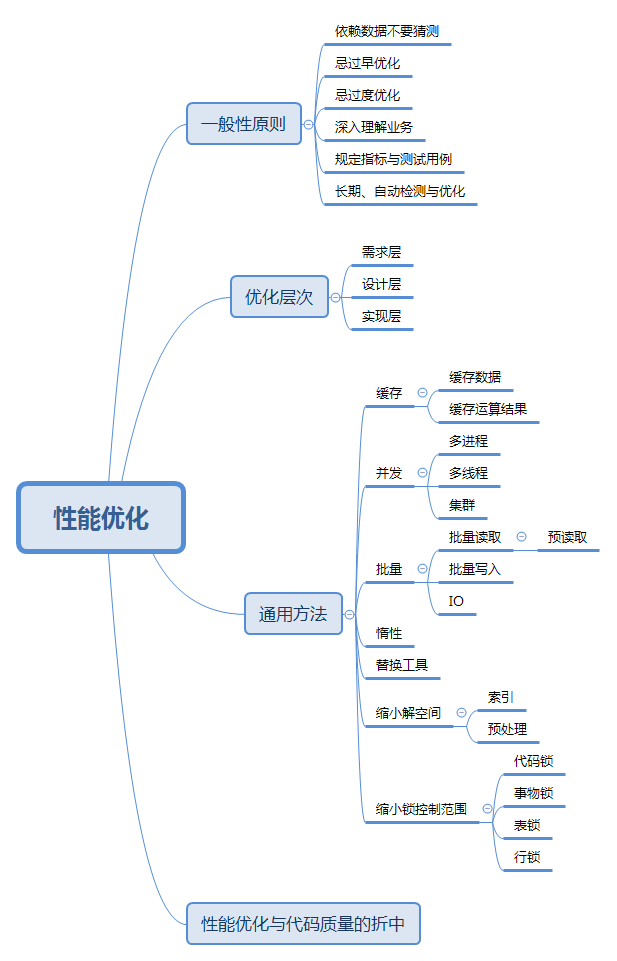 依赖数据不要猜测
忌过早优化
忌过度优化
一般性原则
深入理解业务
规定指标与测试用例
长期、自动检测与优化
需求层
优化层次
设计层
实现层
缓存
缓存数据
缓存运算结果
并发
多进程
多线程
集群
性能优化
批量
批量读取
预读取
批量写入
IO
通用方法
惰性
替换工具
缩小解空间
索引
预处理
缩小锁控制范围
代码锁
事物锁
表锁
行锁
性能优化与代码质量的折中